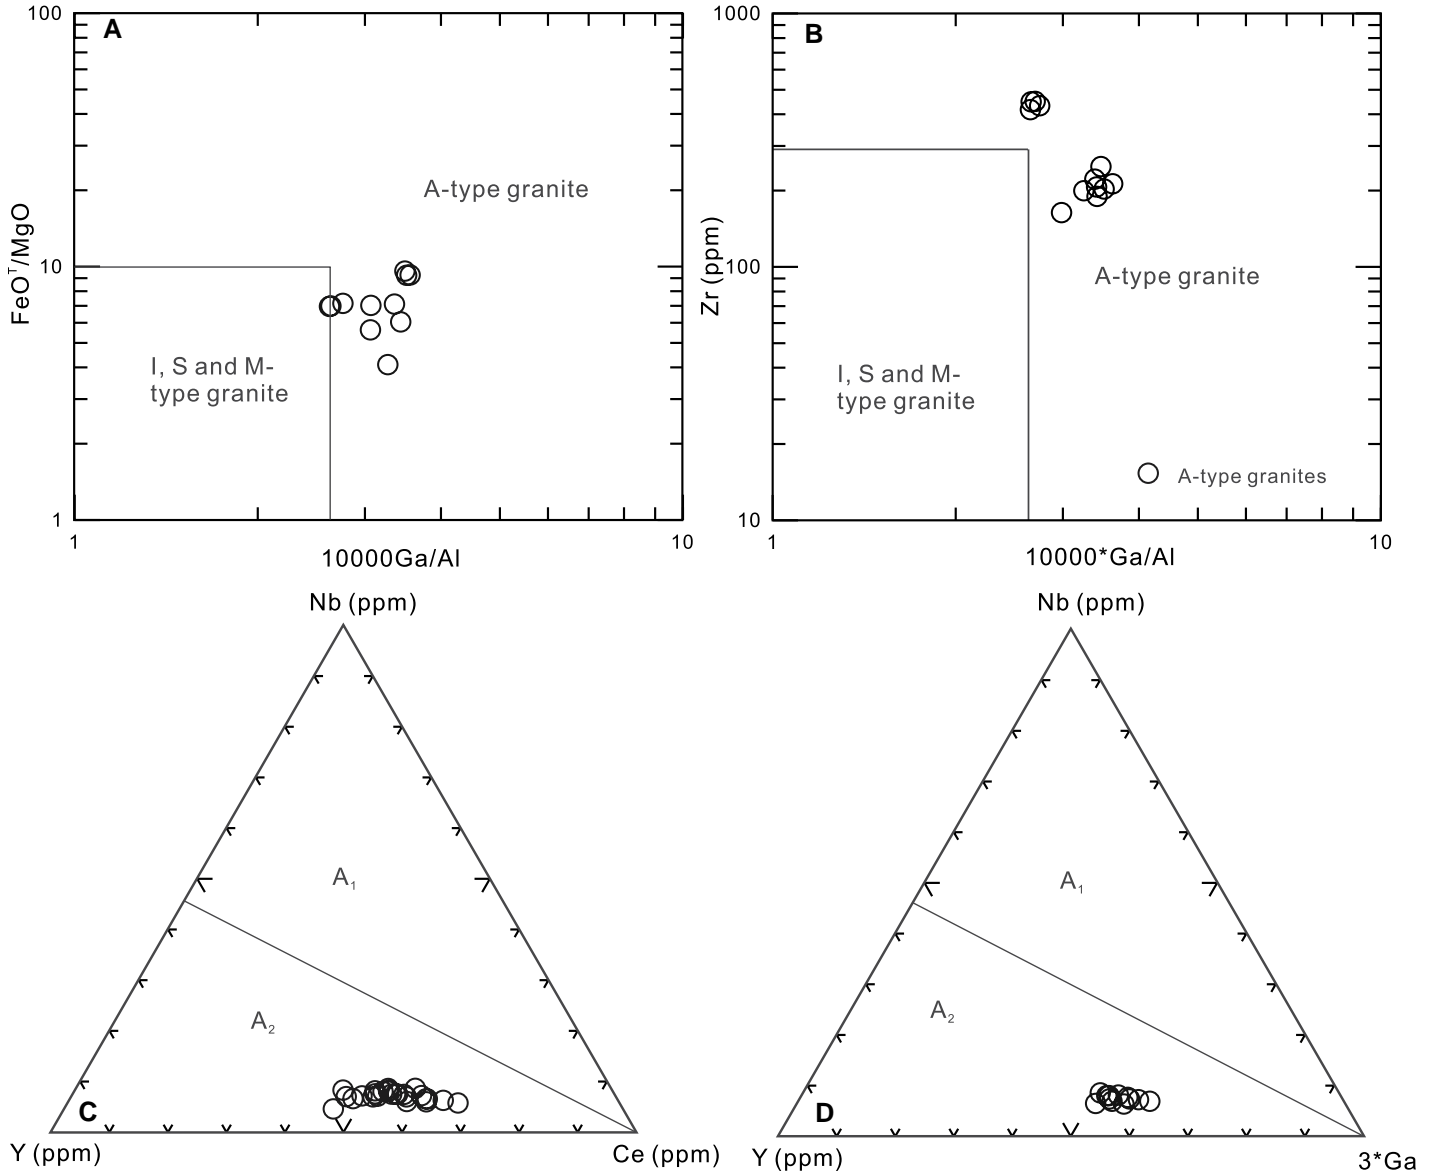 100
A
FeOᵀ/MgO
A-type granite
10
I, S and M-
type granite
1
1
10
10000Ga/Al
1000
B
Zr (ppm)
100
A-type granite
I, S and M-
type granite
A-type granites
10
1
10
10000*Ga/Al
Nb (ppm)
A₁
A₂
C
Y (ppm)
Ce (ppm)
Nb (ppm)
A₁
A₂
D
Y (ppm)
3*Ga